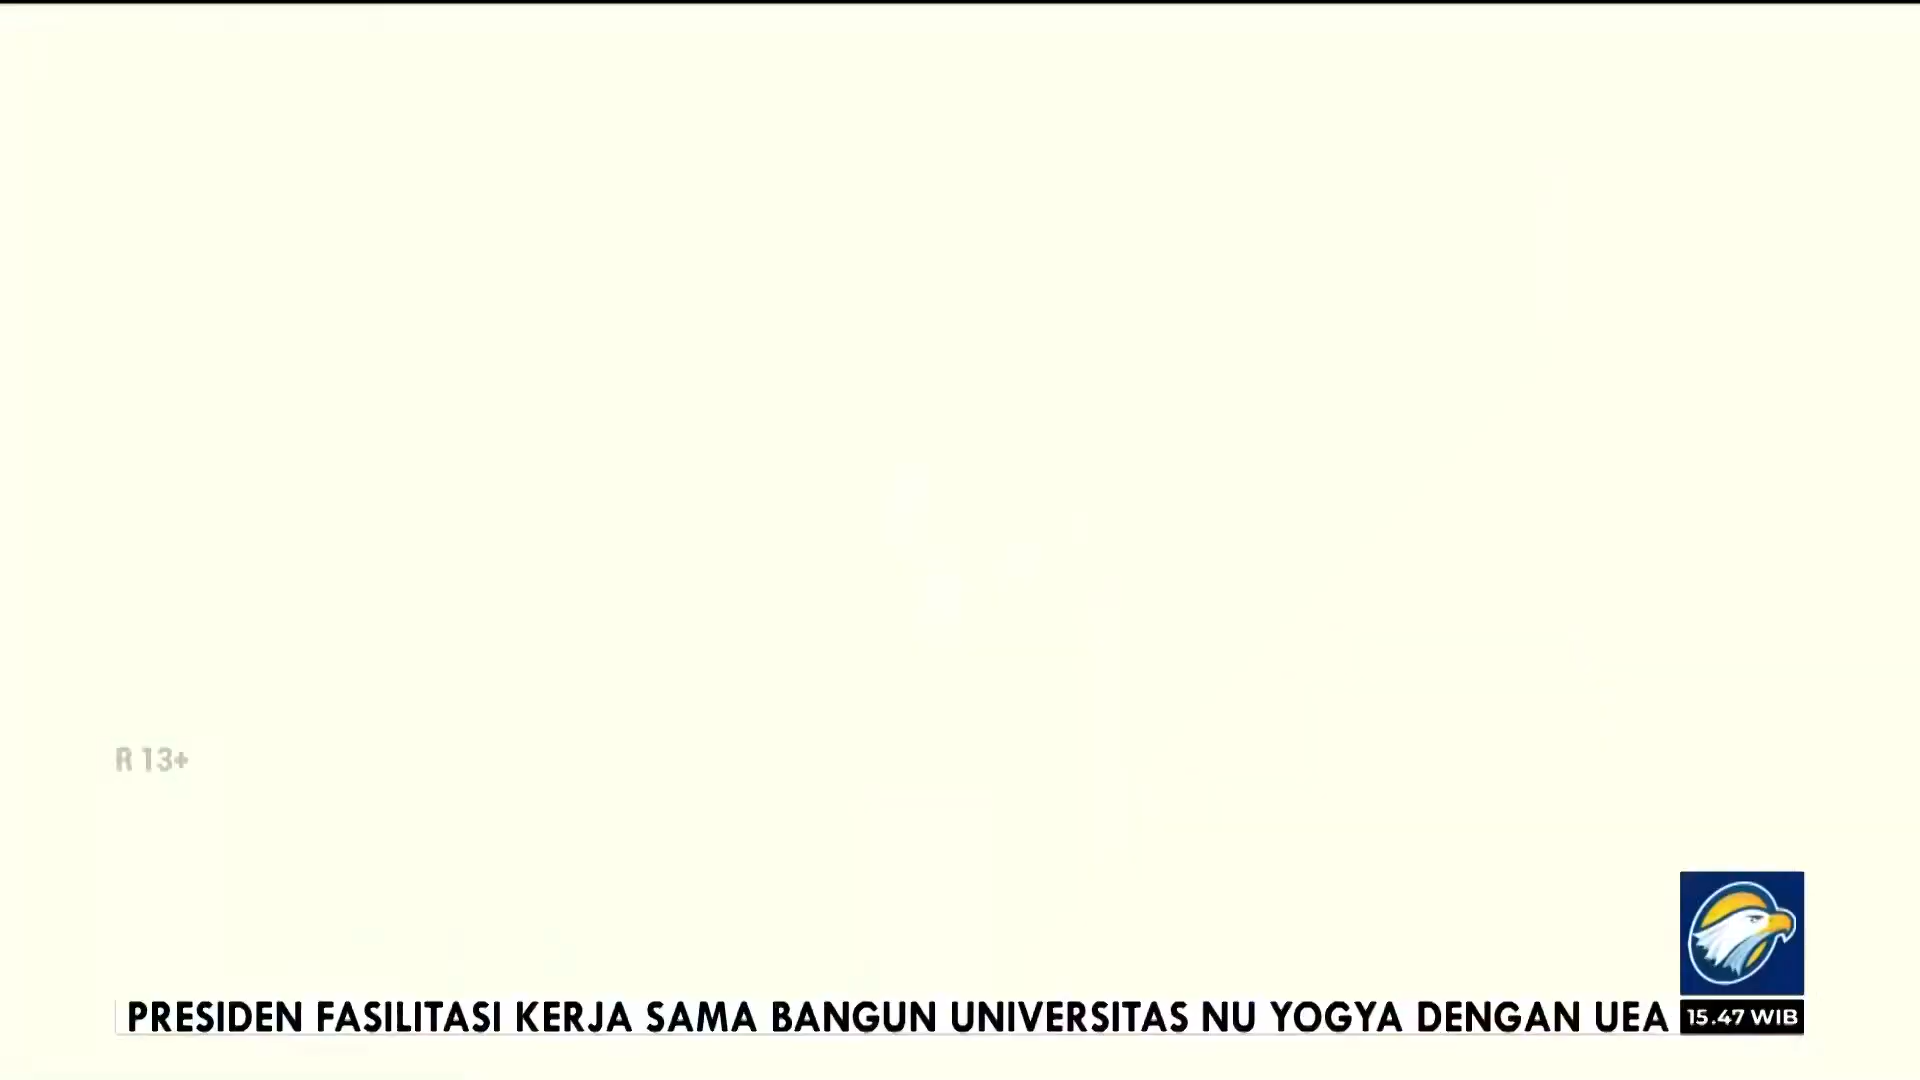 R 13+
PRESIDEN FASILITASI KERJA SAMA BANGUN UNIVERSITAS NU YOGYA DENGAN UEA
15.47 WIB